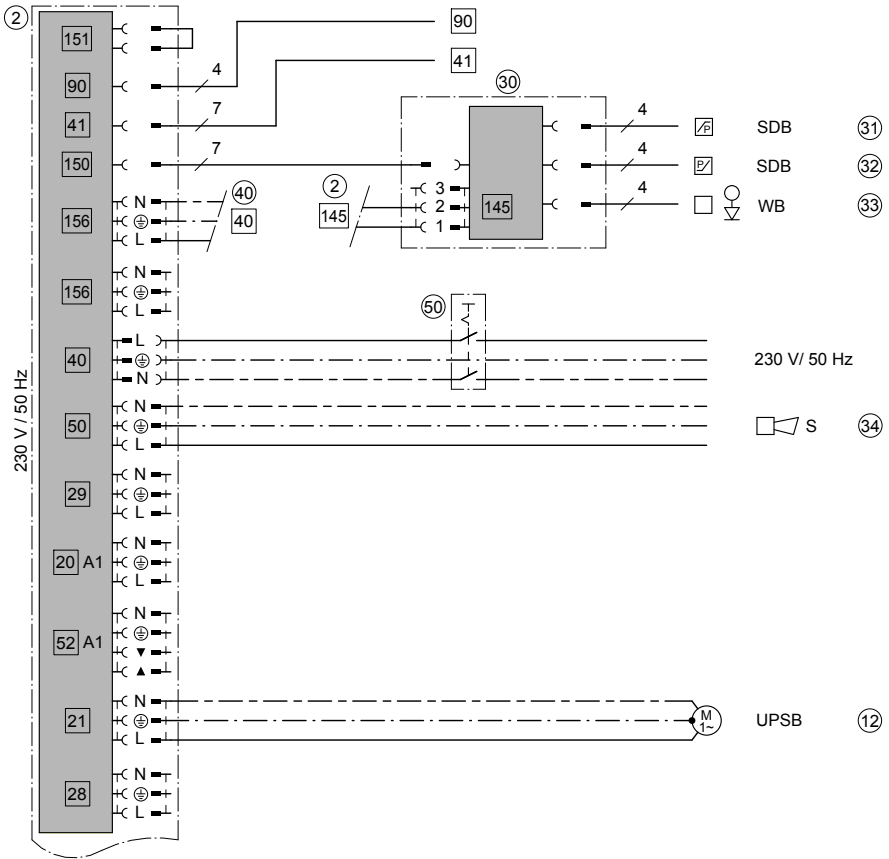 2
151
90
41
150
156
156
40
50
29
20 A1
52 A1
21
28
230 V / 50 Hz
4
90
7
41
7
N
L
40
40
N
L
L
N
N
L
N
L
N
L
N
▼
▲
N
L
N
L
2
145
3
2
1
145
30
4
/P
SDB
31
4
P/
SDB
32
4
WB
33
50
230 V/ 50 Hz
S
34
M
1~
UPSB
12